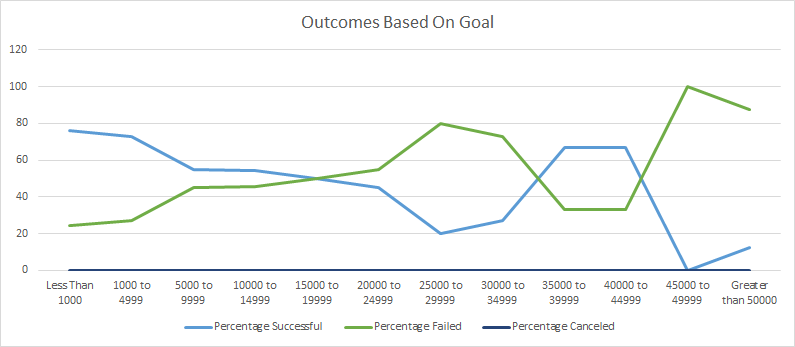 Outcomes Based On Goal
120
100
80
60
40
20
0
Less Than 1000 to 5000 to 10000 to 15000 to 20000 to 25000 to 30000 to 35000 to 40000 to 45000 to Greater
1000 4999 9999 14999 19999 24999 29999 34999 39999 44999 49999 than 50000
Percentage Successful Percentage Failed Percentage Canceled